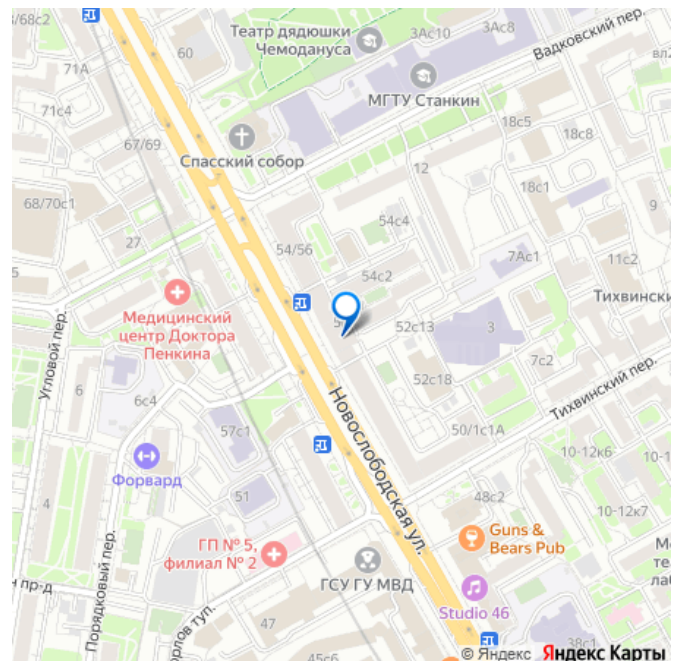 68с2
60
Театр дядюшки
Чемодануса
3Ас10
3Ас8
Вадковский пер.
71А
МГТУ Станкин
71с4
67/69
Спасский собор
18с5
18с8
12
18с1
9
68/70с1
54с4
27
54/56
7Ас1
11с2
54с2
Медицинский
центр Доктора
Пенкина
Тихвински
52с13
3
Угловой пер.
7с2
6
6с4
52с18
Тихвинский пер.
Новослободская ул.
57с1
50/1с1А
10-12к6
Форвард
4
51
48с2
10-12к7
Порядковый пер.
ГП № 5,
филиал № 2
Guns &
Bears Pub
н пр-д
ГСУ ГУ МВД
Studio 46
47
45с6
38с1
© Яндекс Яндекс Карты